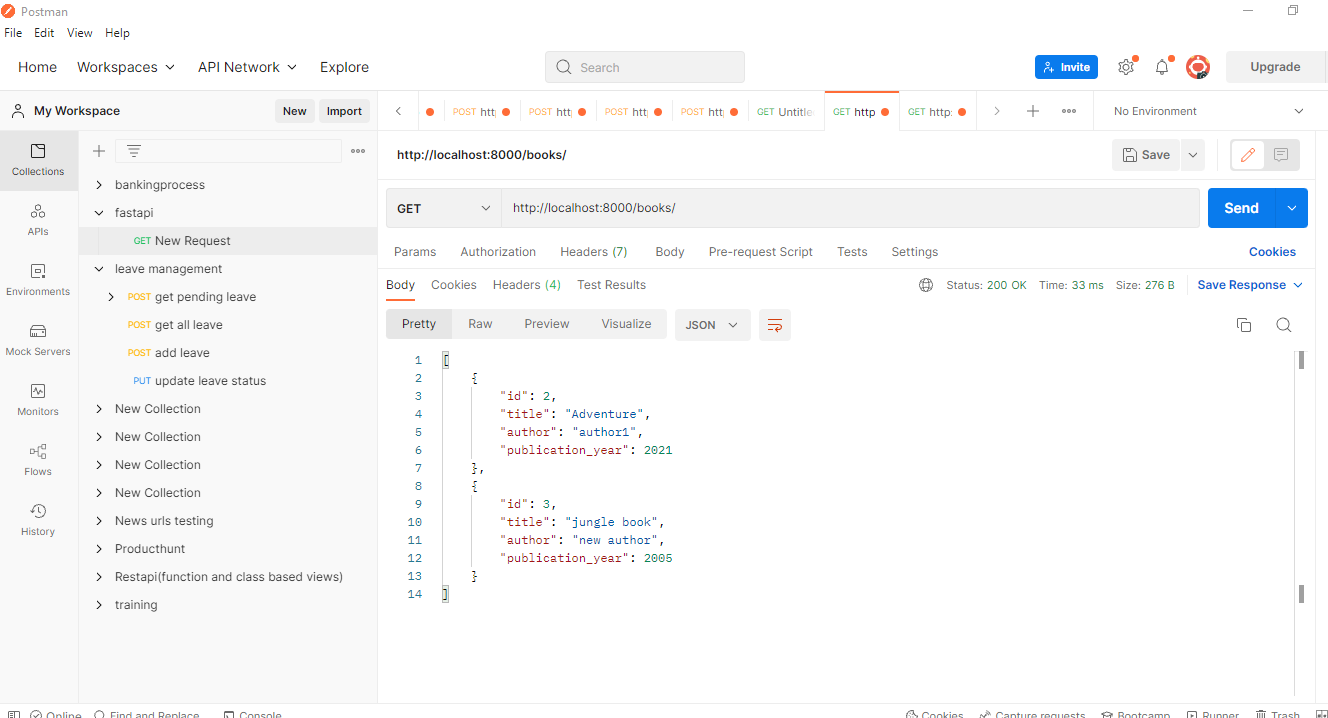 Postman
File Edit View Help
Home Workspaces API Network Explore Search Invite Upgrade
My Workspace New Import
POST POST POST POST GET GET http GET http No Environment
Collections
APIs
Environments
Mock Servers
Monitors
Flows
History
bankingprocess
fastapi
GET New Request
leave management
POST get pending leave
POST get all leave
POST add leave
PUT update leave status
New Collection
New Collection
New Collection
New Collection
News urls testing
Producthunt
Restapi(function and class based views)
training
http://localhost:8000/books/ Save
GET http://localhost:8000/books/ Send
Params Authorization Headers (7) Body Pre-request Script Tests Settings Cookies
Body Cookies Headers (4) Test Results Status: 200 OK Time: 33 ms Size: 276 B Save Response
Pretty Raw Preview Visualize JSON
1 [
2 {
3 "id": 2,
4 "title": "Adventure",
5 "author": "author1",
6 "publication_year": 2021
7 },
8 {
9 "id": 3,
10 "title": "jungle book",
11 "author": "new author",
12 "publication_year": 2005
13 }
14 ]
Online Find and Replace Console Cookies Capture requests Bootcamp Runner Trash